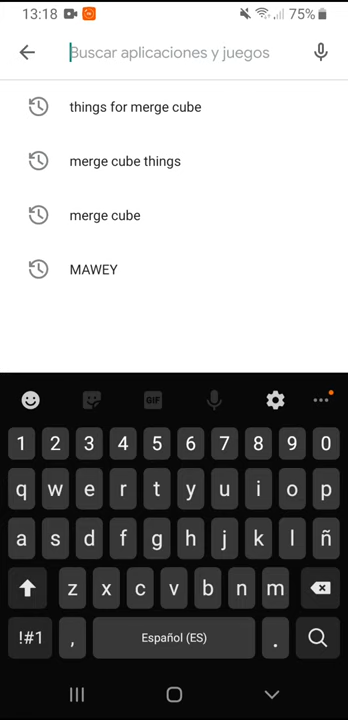 13:18 75%
Buscar aplicaciones y juegos
things for merge cube
merge cube things
merge cube
MAWEY
GIF
1 2 3 4 5 6 7 8 9 0
q w e r t y u i o p
a s d f g h j k l ñ
z x c v b n m
!#1 , Español (ES) .